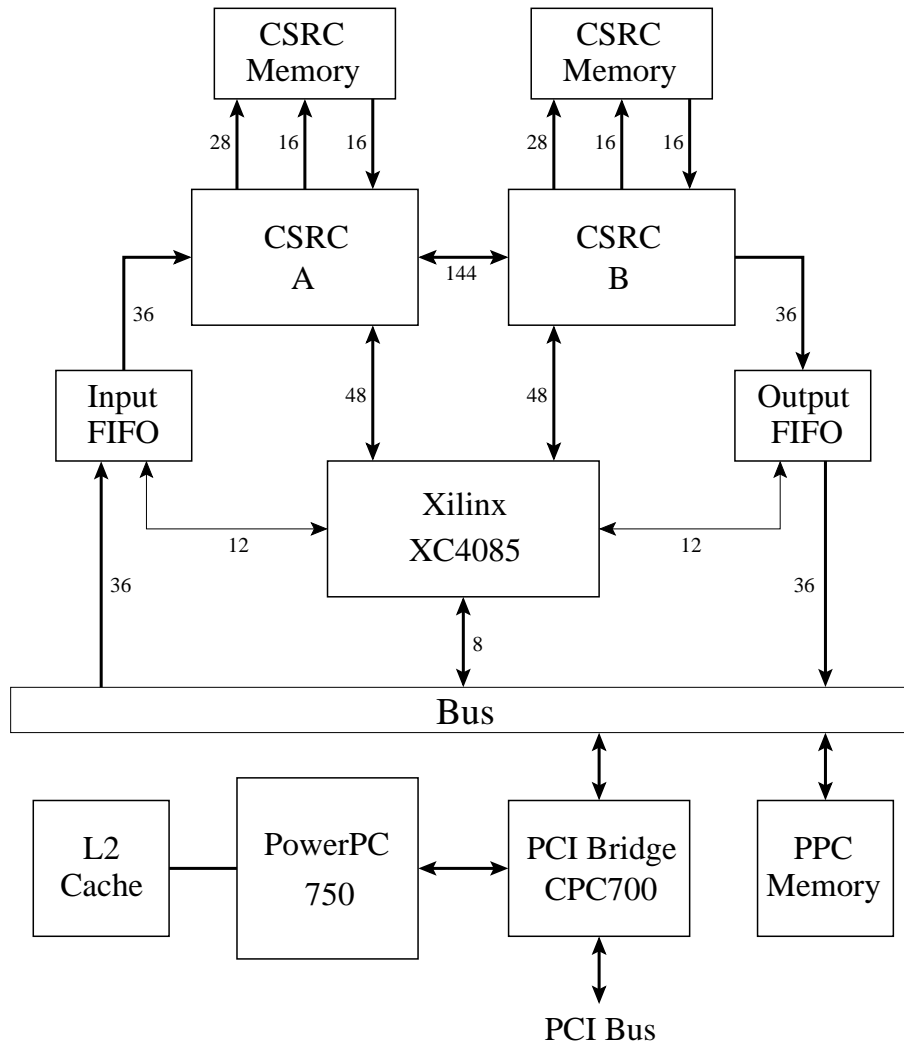 CSRC
Memory
CSRC
Memory
28
16
16
28
16
16
CSRC
A
CSRC
B
144
36
36
Input
FIFO
48
48
Output
FIFO
Xilinx
XC4085
12
12
36
36
8
Bus
L2
Cache
PowerPC
750
PCI Bridge
CPC700
PPC
Memory
PCI Bus